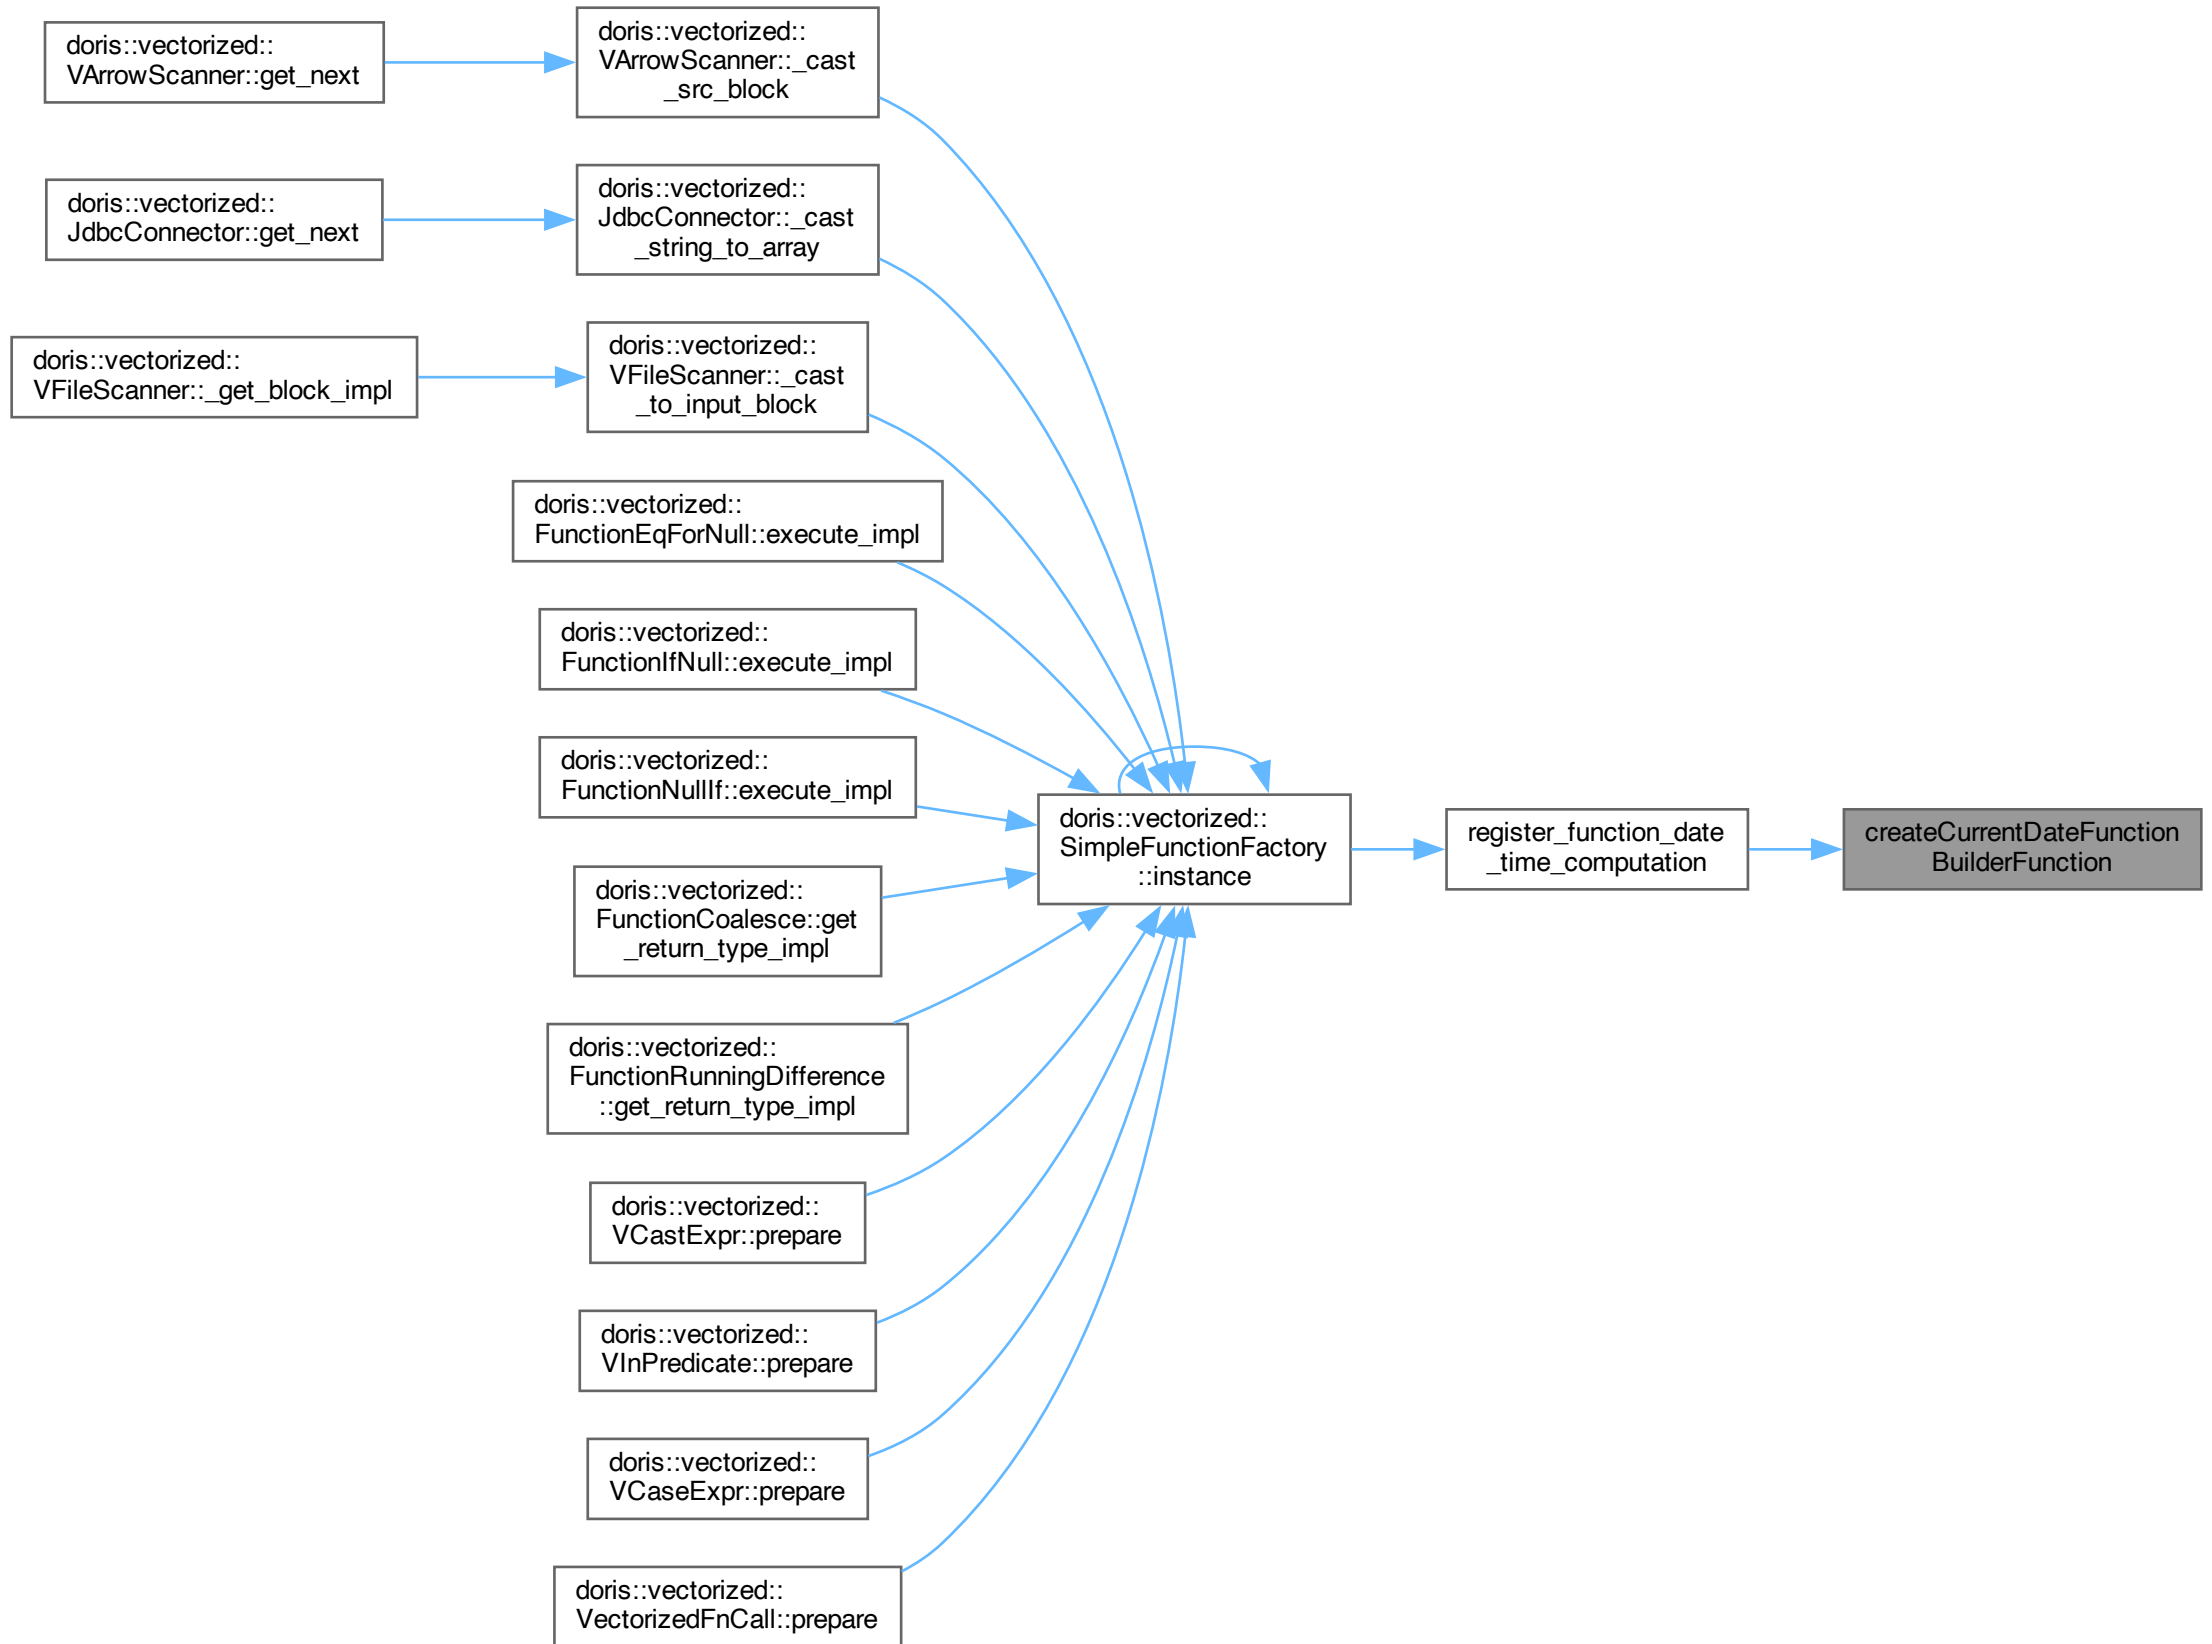 doris::vectorized::
VArrowScanner::get_next
doris::vectorized::
VArrowScanner::_cast
_src_block
doris::vectorized::
JdbcConnector::get_next
doris::vectorized::
JdbcConnector::_cast
_string_to_array
doris::vectorized::
VFileScanner::_get_block_impl
doris::vectorized::
VFileScanner::_cast
_to_input_block
doris::vectorized::
FunctionEqForNull::execute_impl
doris::vectorized::
FunctionIfNull::execute_impl
doris::vectorized::
FunctionNullIf::execute_impl
doris::vectorized::
SimpleFunctionFactory
::instance
register_function_date
_time_computation
createCurrentDateFunction
BuilderFunction
doris::vectorized::
FunctionCoalesce::get
_return_type_impl
doris::vectorized::
FunctionRunningDifference
::get_return_type_impl
doris::vectorized::
VCastExpr::prepare
doris::vectorized::
VInPredicate::prepare
doris::vectorized::
VCaseExpr::prepare
doris::vectorized::
VectorizedFnCall::prepare